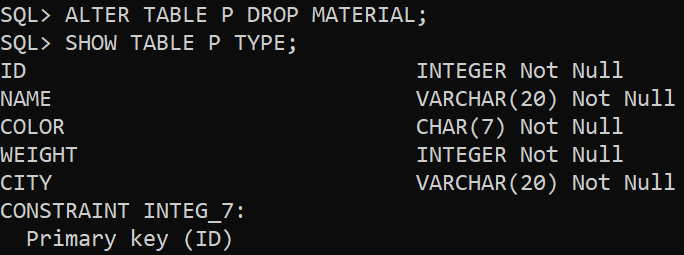 SQL> ALTER TABLE P DROP MATERIAL;
SQL> SHOW TABLE P TYPE;
ID                              INTEGER Not Null
NAME                            VARCHAR(20) Not Null
COLOR                           CHAR(7) Not Null
WEIGHT                          INTEGER Not Null
CITY                            VARCHAR(20) Not Null
CONSTRAINT INTEG_7:
  Primary key (ID)